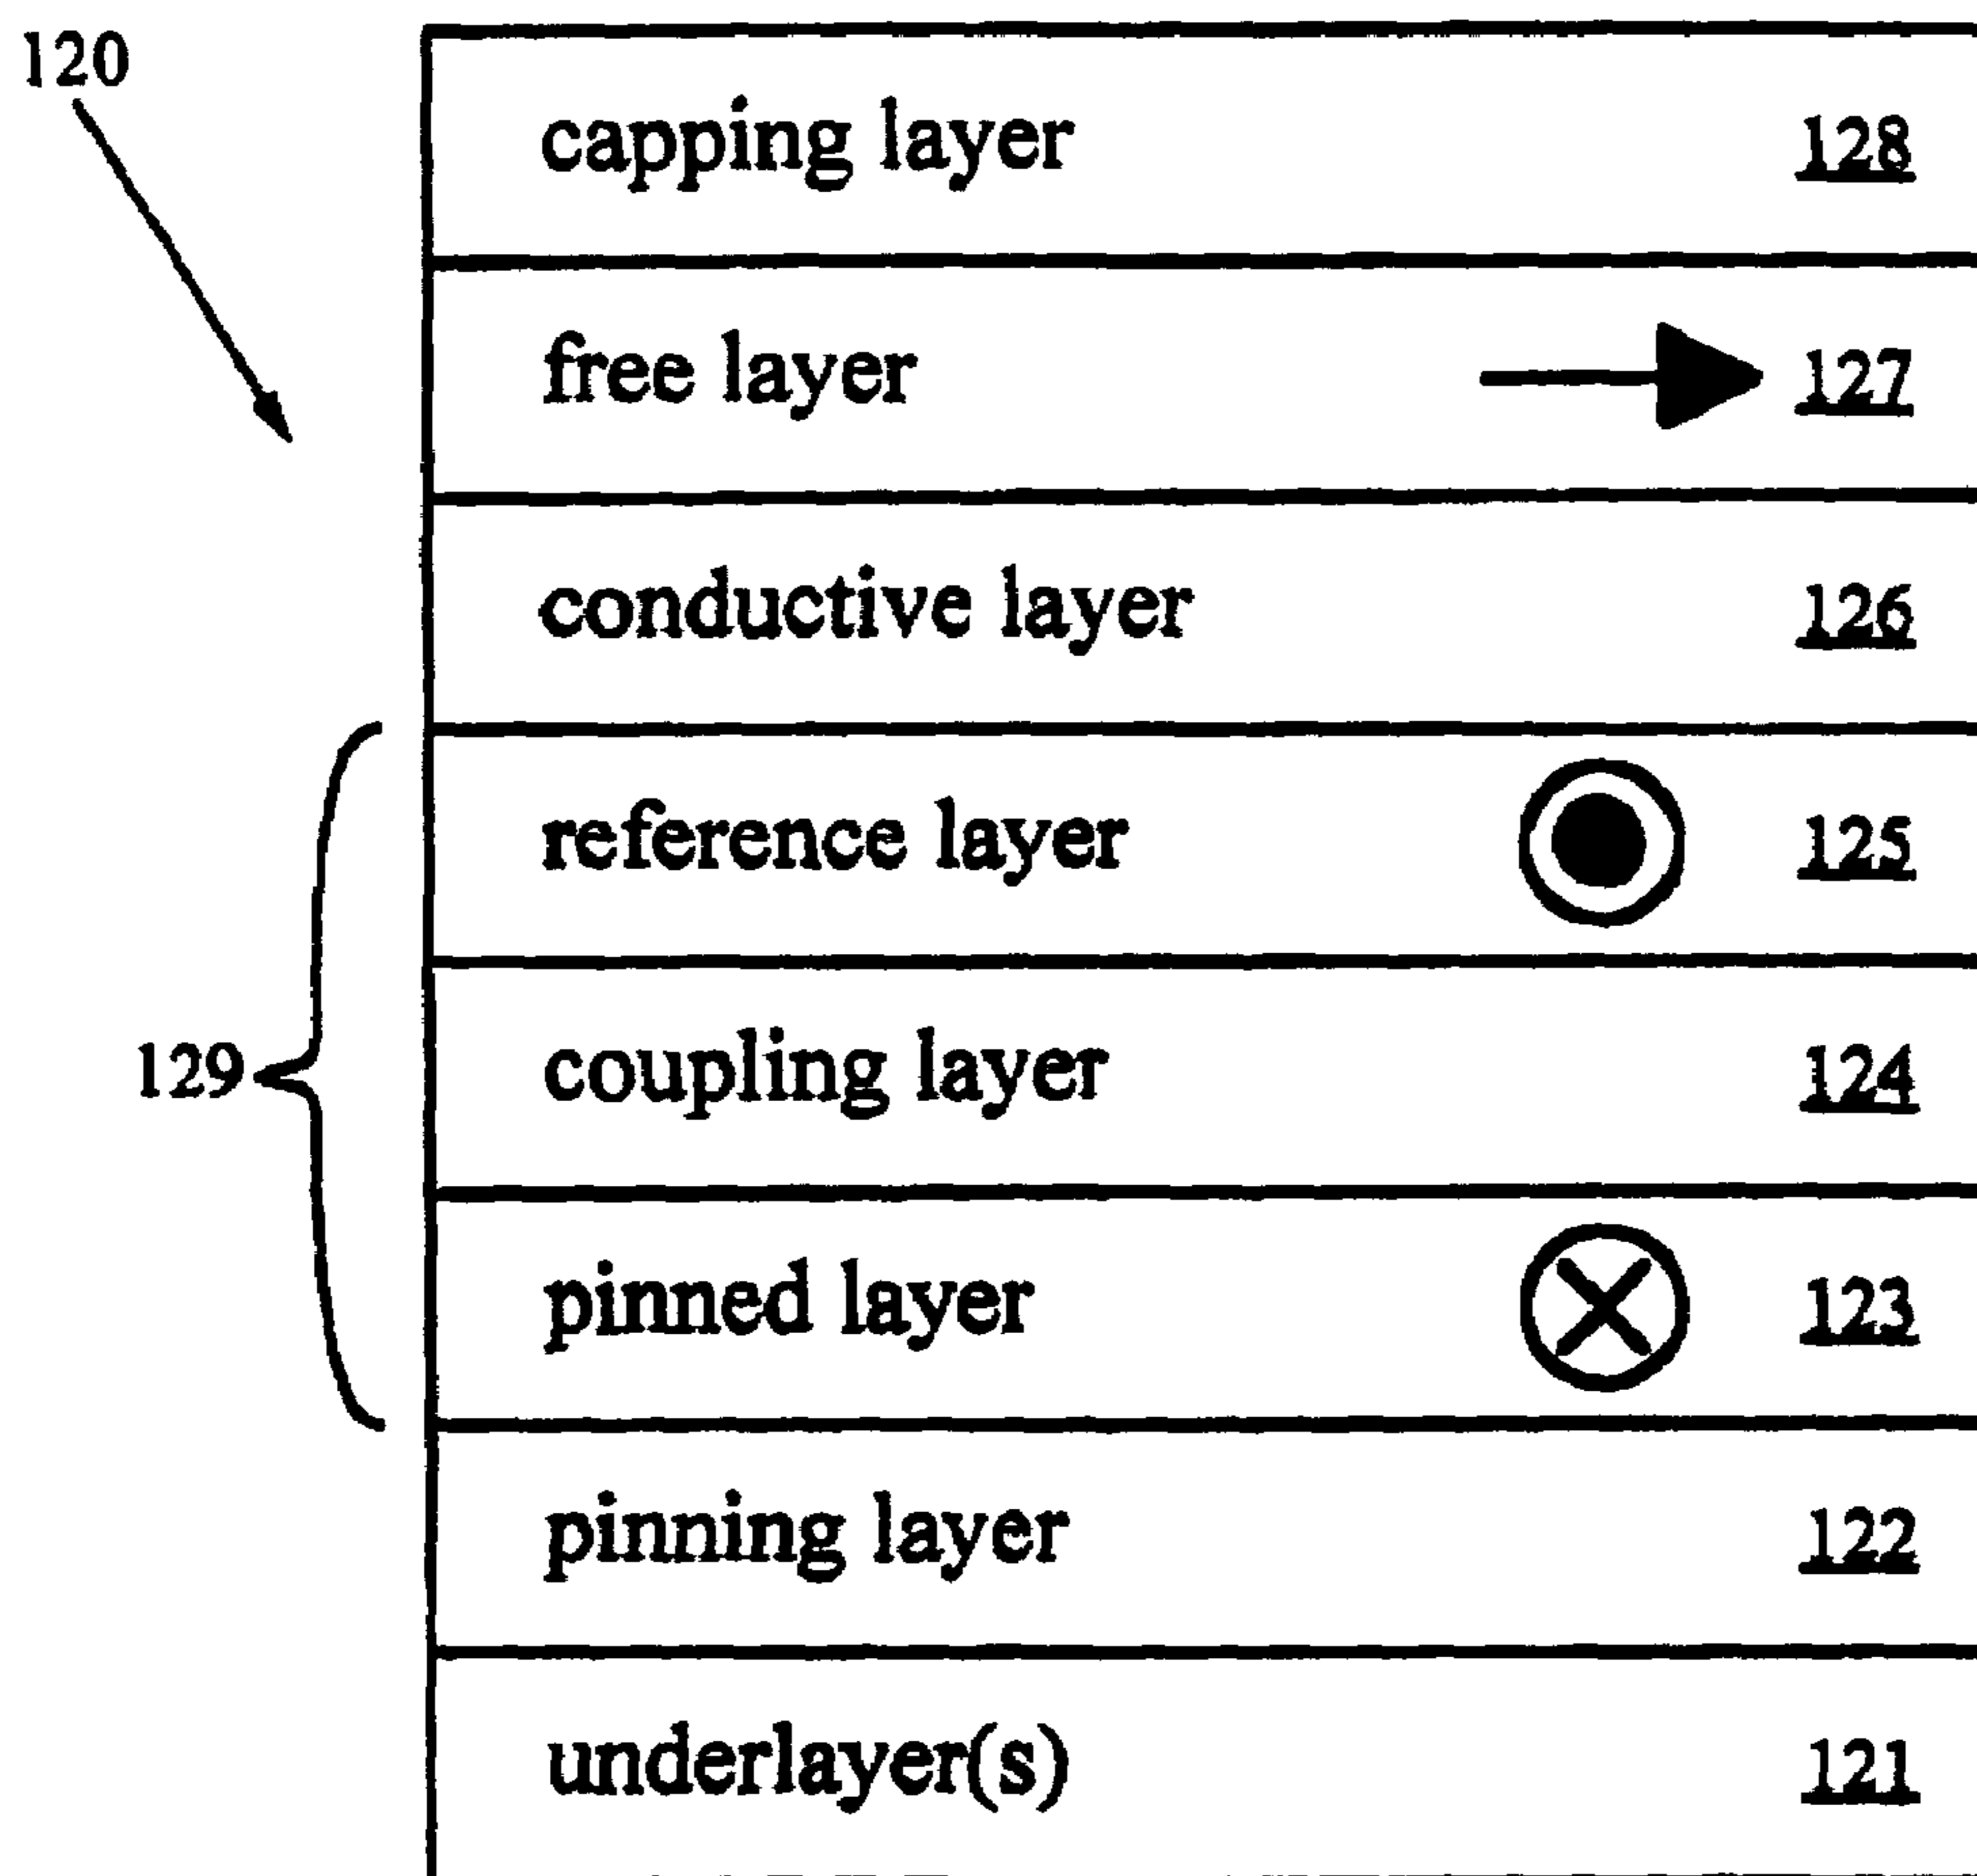 120
capping layer 128
free layer 127
conductive layer 126
reference layer 125
129
coupling layer 124
pinned layer 123
pinning layer 122
underlayer(s) 121